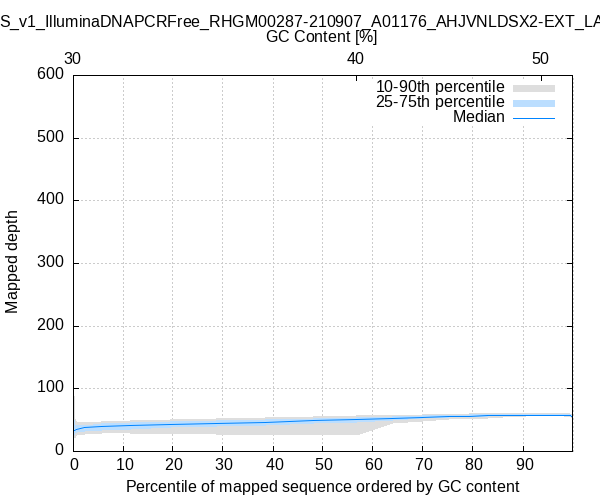 S_v1_IlluminaDNAPCRFree_RHGM00287-210907_A01176_AHJVNLDSX2-EXT_LA
GC Content [%]
30 40 50
600
10-90th percentile
25-75th percentile
Median
500
400
300
200
100
0
Mapped depth
0 10 20 30 40 50 60 70 80 90
Percentile of mapped sequence ordered by GC content